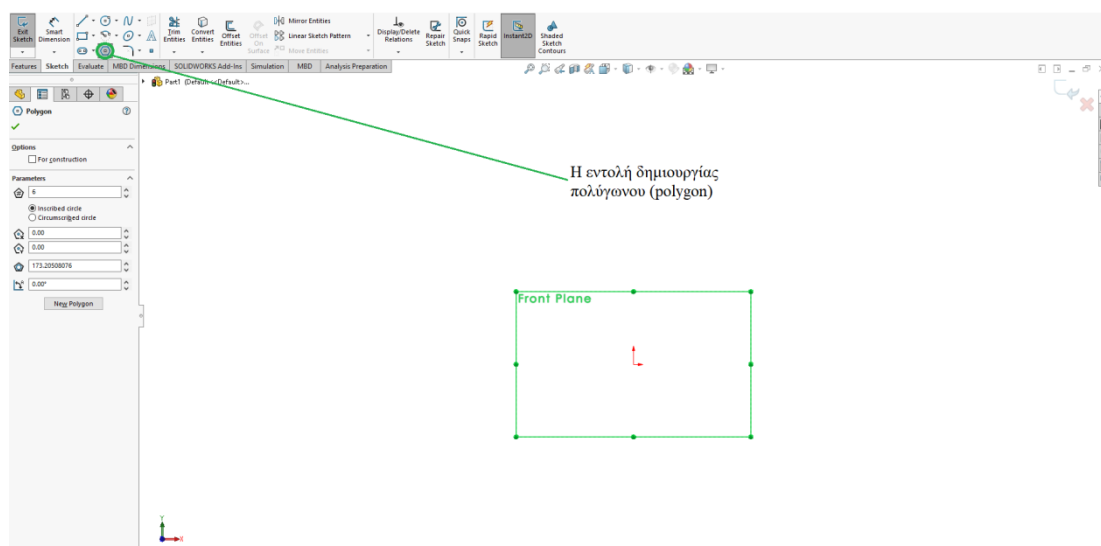 Exit Sketch
Smart Dimension
Trim Entities
Convert Entities
Offset Entities
Offset On Surface
Mirror Entities
Linear Sketch Pattern
Move Entities
Display/Delete Relations
Repair Sketch
Quick Snaps
Rapid Sketch
Instant2D
Shaded Sketch Contours
Features
Sketch
Evaluate
MBD Dimensions
SOLIDWORKS Add-Ins
Simulation
MBD
Analysis Preparation
Part1 (Default<<Default>...
Polygon
Options
For construction
Parameters
6
Inscribed circle
Circumscribed circle
0.00
0.00
173.20508076
0.00°
New Polygon
Η εντολή δημιουργίας
πολύγωνου (polygon)
Front Plane
Y
X